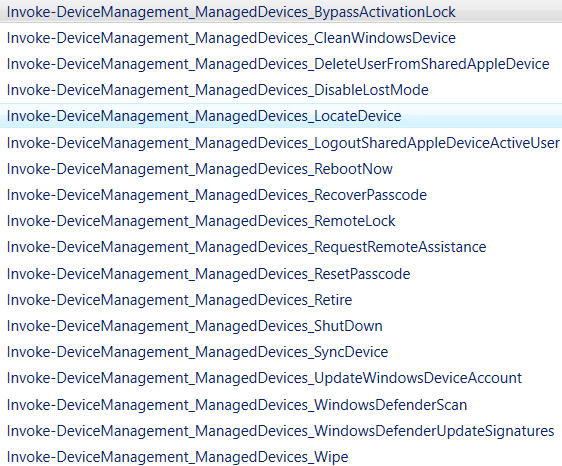 Invoke-DeviceManagement_ManagedDevices_BypassActivationLock
Invoke-DeviceManagement_ManagedDevices_CleanWindowsDevice
Invoke-DeviceManagement_ManagedDevices_DeleteUserFromSharedAppleDevice
Invoke-DeviceManagement_ManagedDevices_DisableLostMode
Invoke-DeviceManagement_ManagedDevices_LocateDevice
Invoke-DeviceManagement_ManagedDevices_LogoutSharedAppleDeviceActiveUser
Invoke-DeviceManagement_ManagedDevices_RebootNow
Invoke-DeviceManagement_ManagedDevices_RecoverPasscode
Invoke-DeviceManagement_ManagedDevices_RemoteLock
Invoke-DeviceManagement_ManagedDevices_RequestRemoteAssistance
Invoke-DeviceManagement_ManagedDevices_ResetPasscode
Invoke-DeviceManagement_ManagedDevices_Retire
Invoke-DeviceManagement_ManagedDevices_ShutDown
Invoke-DeviceManagement_ManagedDevices_SyncDevice
Invoke-DeviceManagement_ManagedDevices_UpdateWindowsDeviceAccount
Invoke-DeviceManagement_ManagedDevices_WindowsDefenderScan
Invoke-DeviceManagement_ManagedDevices_WindowsDefenderUpdateSignatures
Invoke-DeviceManagement_ManagedDevices_Wipe